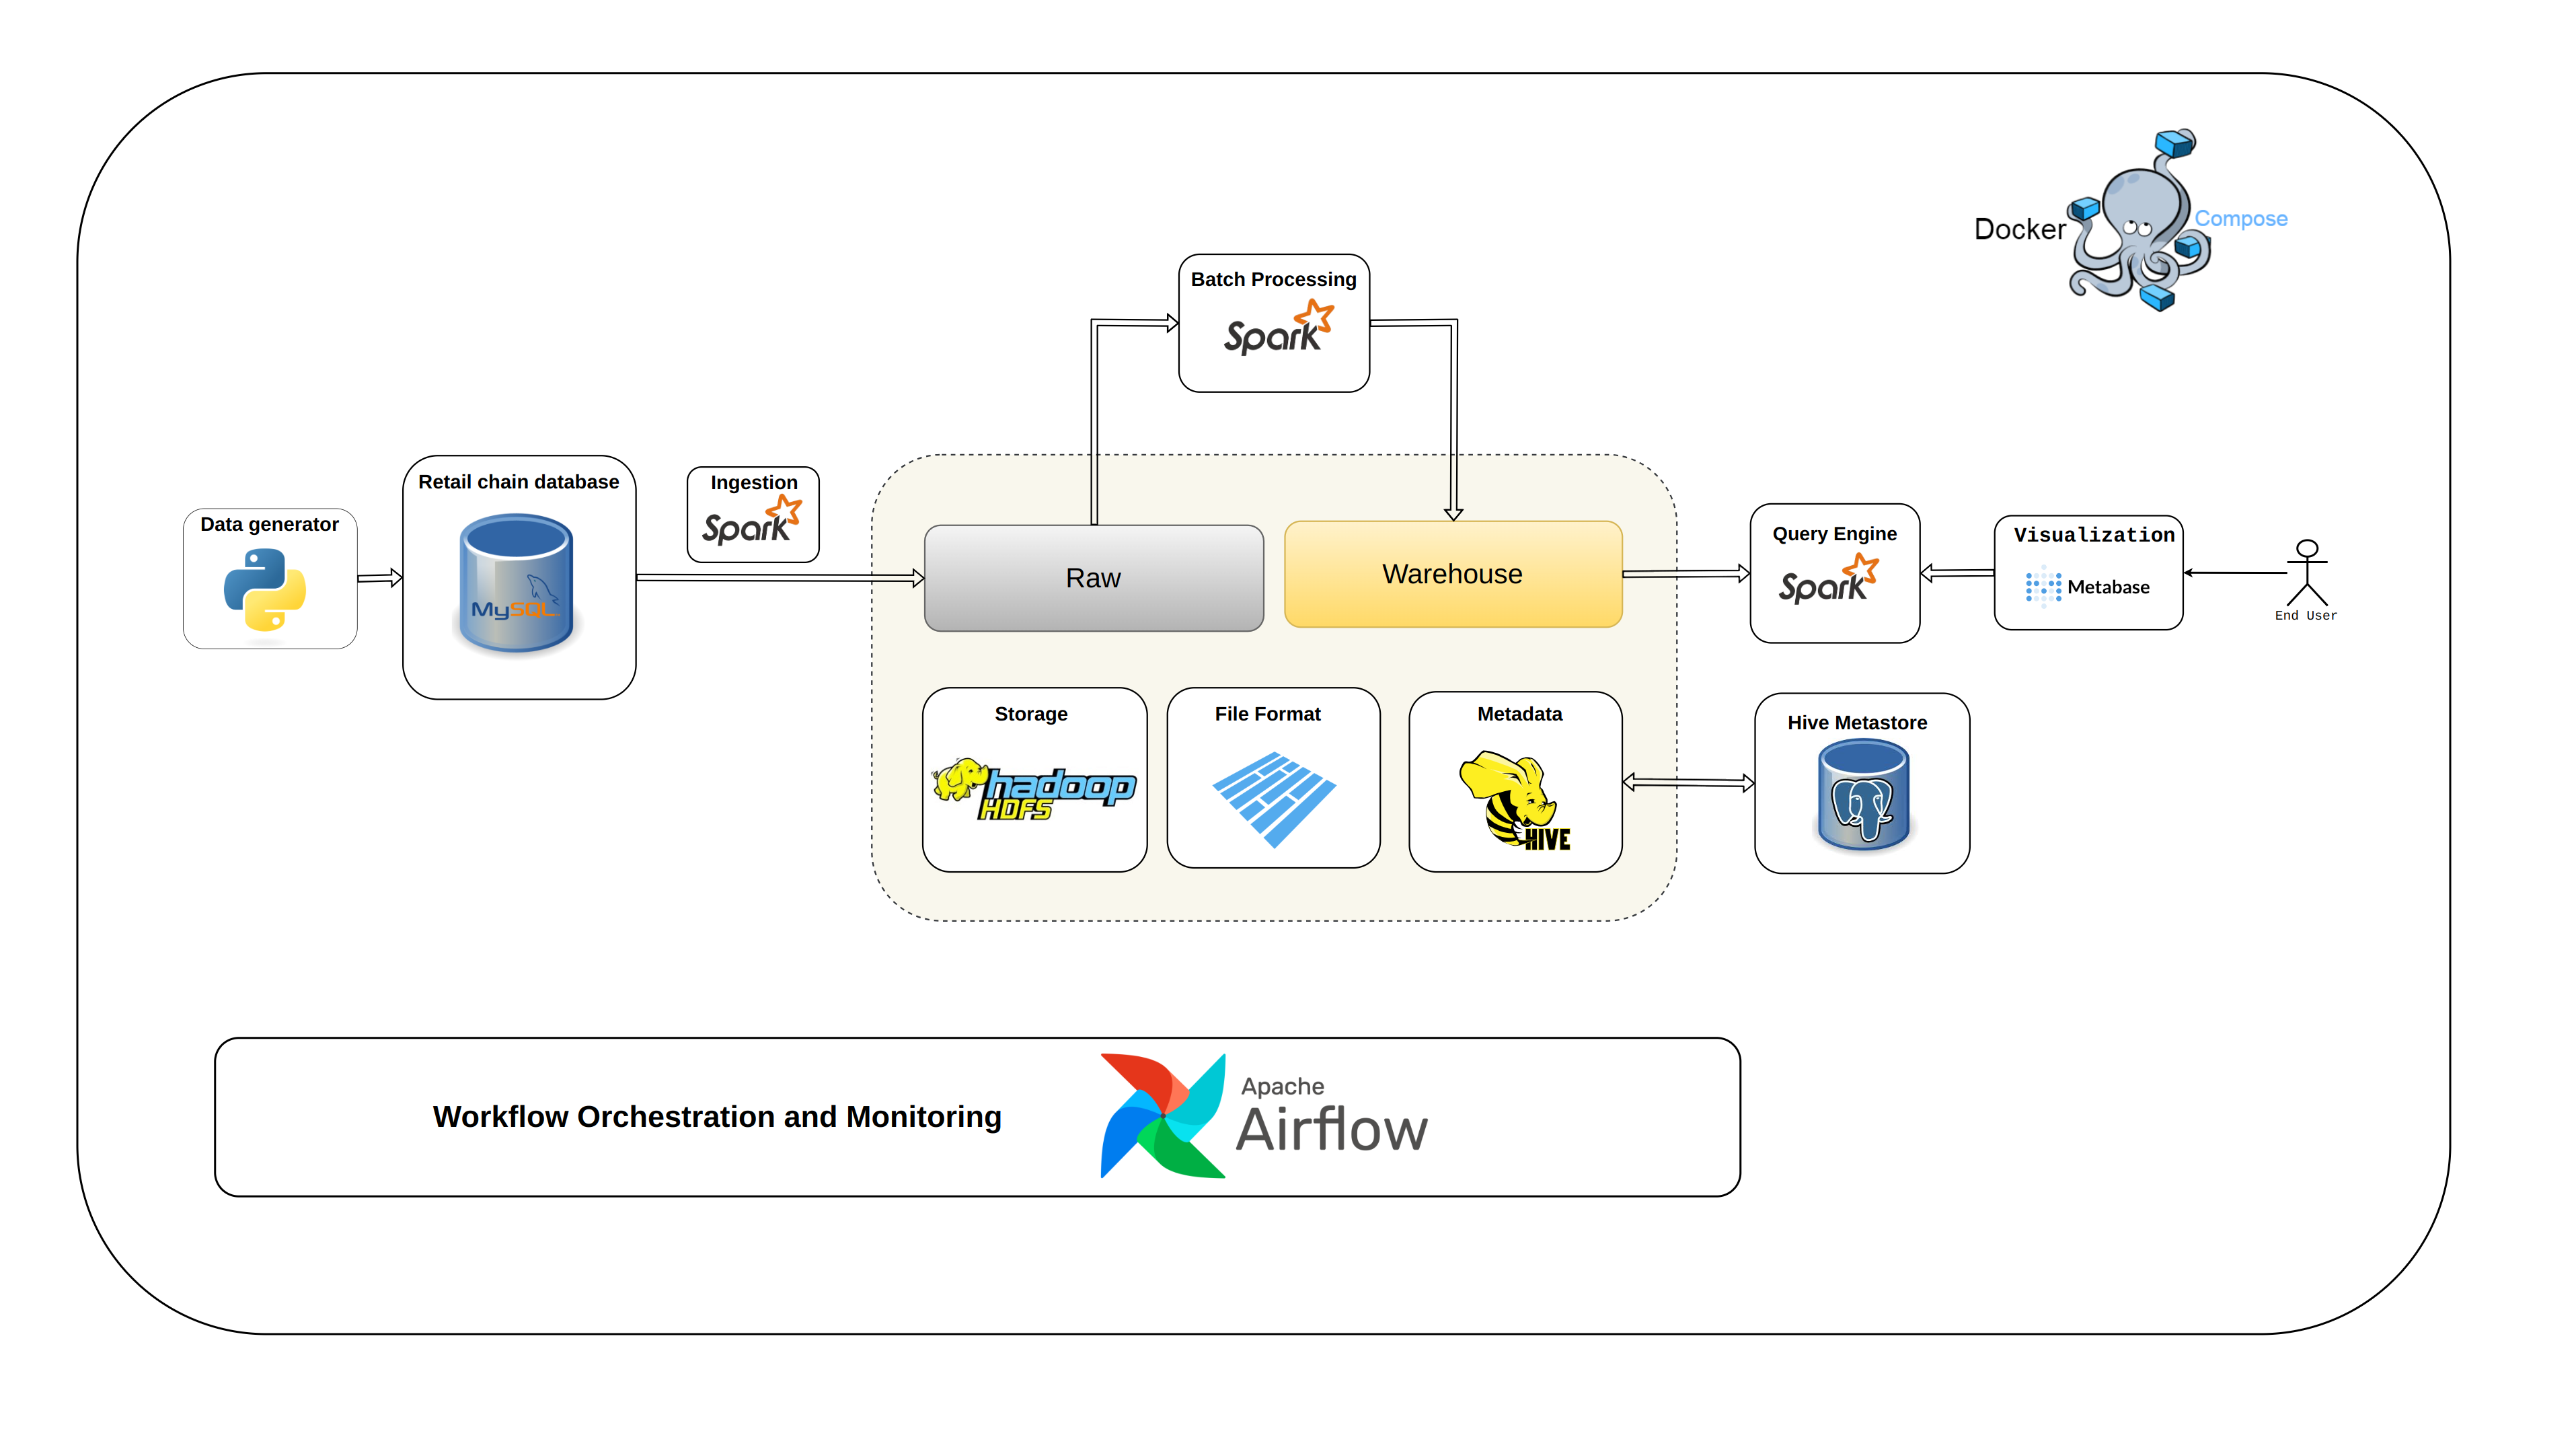 Docker
Compose
Batch Processing
Spark
Retail chain database
MySQL
Ingestion
Spark
Data generator
Raw
Warehouse
Query Engine
Spark
Visualization
Metabase
End User
Storage
hadoop
HDFS
File Format
Metadata
HIVE
Hive Metastore
Workflow Orchestration and Monitoring
Apache
Airflow